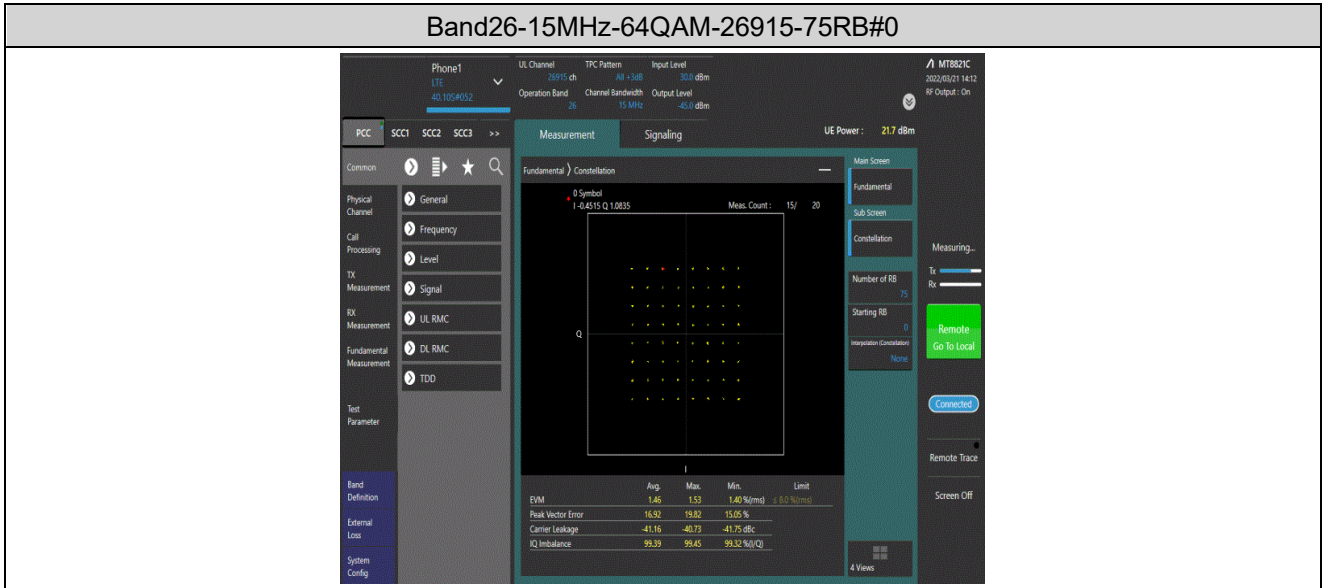 Band26-15MHz-64QAM-26915-75RB#0
Phone1
LTE
40.10S#052
UL Channel TPC Pattern Input Level
26915 ch All +3dB 30.0 dBm
Operation Band Channel Bandwidth Output Level
26 15 MHz -45.0 dBm
MT8821C
2022/03/21 14:12
RF Output : On
PCC SCC1 SCC2 SCC3 >>
Measurement Signaling
UE Power : 21.7 dBm
Common
Physical
Channel
Call
Processing
TX
Measurement
RX
Measurement
Fundamental
Measurement
Test
Parameter
Band
Definition
External
Loss
System
Config
General
Frequency
Level
Signal
UL RMC
DL RMC
TDD
Fundamental 〉 Constellation
0 Symbol
I -0.4515 Q 1.0835 Meas. Count : 15/ 20
Q
I
Avg. Max. Min. Limit
EVM 1.46 1.53 1.40 %(rms) ≤ 8.0 %(rms)
Peak Vector Error 16.92 19.82 15.05 %
Carrier Leakage -41.16 -40.73 -41.75 dBc
IQ Imbalance 99.39 99.45 99.32 %(I/Q)
Main Screen
Fundamental
Sub Screen
Constellation
Number of RB
75
Starting RB
0
Interpolation (Constellation)
None
4 Views
Measuring...
Tx
Rx
Remote
Go To Local
Connected
Remote Trace
Screen Off